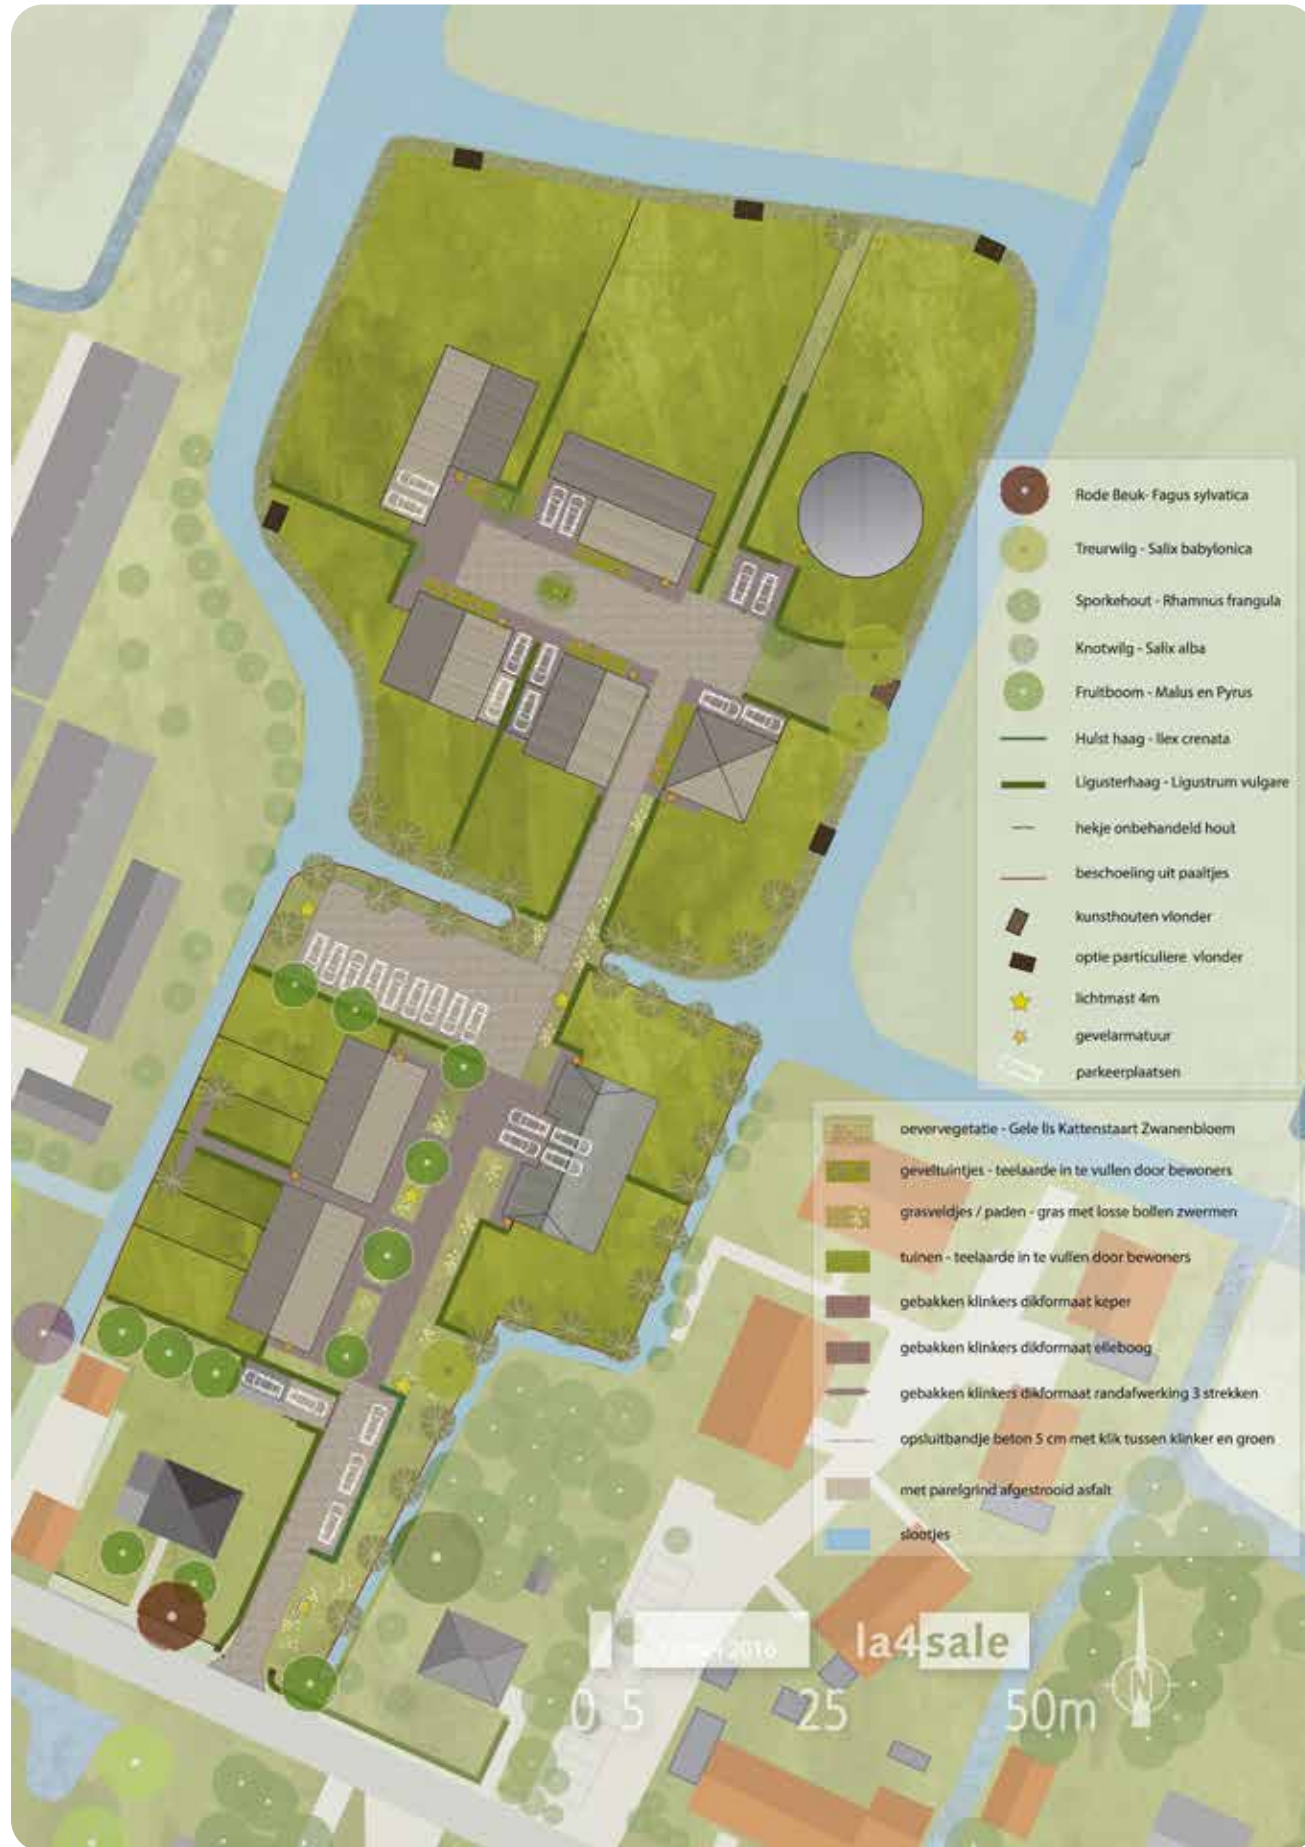 Rode Beuk- Fagus sylvatica
Treurwilg - Salix babylonica
Sporkehout - Rhamnus frangula
Knotwilg - Salix alba
Fruitboom - Malus en Pyrus
Hulst haag - Ilex crenata
Ligusterhaag - Ligustrum vulgare
hekje onbehandeld hout
beschoeiing uit paaltjes
kunsthouten vlonder
optie particuliere vlonder
lichtmast 4m
gevelarmatuur
parkeerplaatsen
oevervegetatie - Gele lis Kattenstaart Zwanenbloem
geveltuintjes - teelaarde in te vullen door bewoners
grasveldjes / paden - gras met losse bollen zwermen
tuinen - teelaarde in te vullen door bewoners
gebakken klinkers dikformaat keper
gebakken klinkers dikformaat elleboog
gebakken klinkers dikformaat randafwerking 3 strekken
opsluitbandje beton 5 cm met klik tussen klinker en groen
met parelgrind afgestrooid asfalt
slootjes
2016
la4sale
0 5 25 50m
N